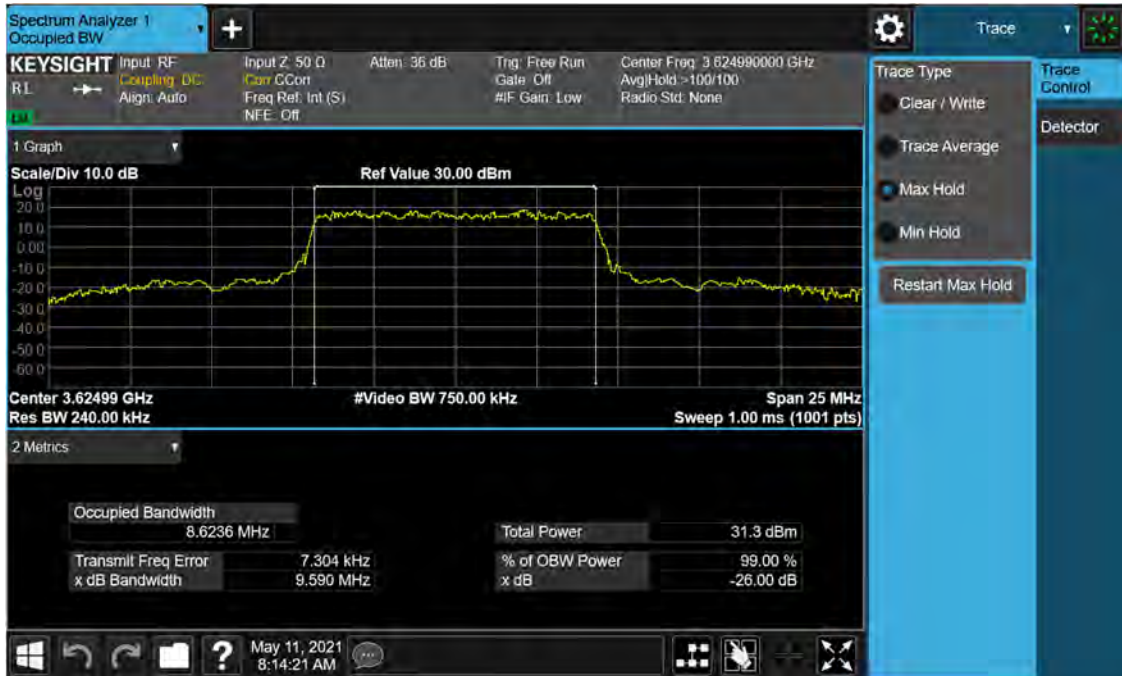 Spectrum Analyzer 1
Occupied BW
+
Trace
KEYSIGHT
RL
LM
Input: RF
Coupling: DC
Align: Auto
Input Z: 50 Ω
Corr CCorr
Freq Ref: Int (S)
NFE: Off
Atten: 36 dB
Trig: Free Run
Gate: Off
#IF Gain: Low
Center Freq: 3.624990000 GHz
Avg|Hold:>100/100
Radio Std: None
Trace Type
Clear / Write
Trace Average
Max Hold
Min Hold
Restart Max Hold
Trace
Control
Detector
1 Graph
Scale/Div 10.0 dB
Ref Value 30.00 dBm
Log
20.0
10.0
0.00
-10.0
-20.0
-30.0
-40.0
-50.0
-60.0
Center 3.62499 GHz
#Video BW 750.00 kHz
Span 25 MHz
Res BW 240.00 kHz
Sweep 1.00 ms (1001 pts)
2 Metrics
Occupied Bandwidth
8.6236 MHz
Total Power 31.3 dBm
Transmit Freq Error 7.304 kHz
% of OBW Power 99.00 %
x dB Bandwidth 9.590 MHz
x dB -26.00 dB
?
May 11, 2021
8:14:21 AM